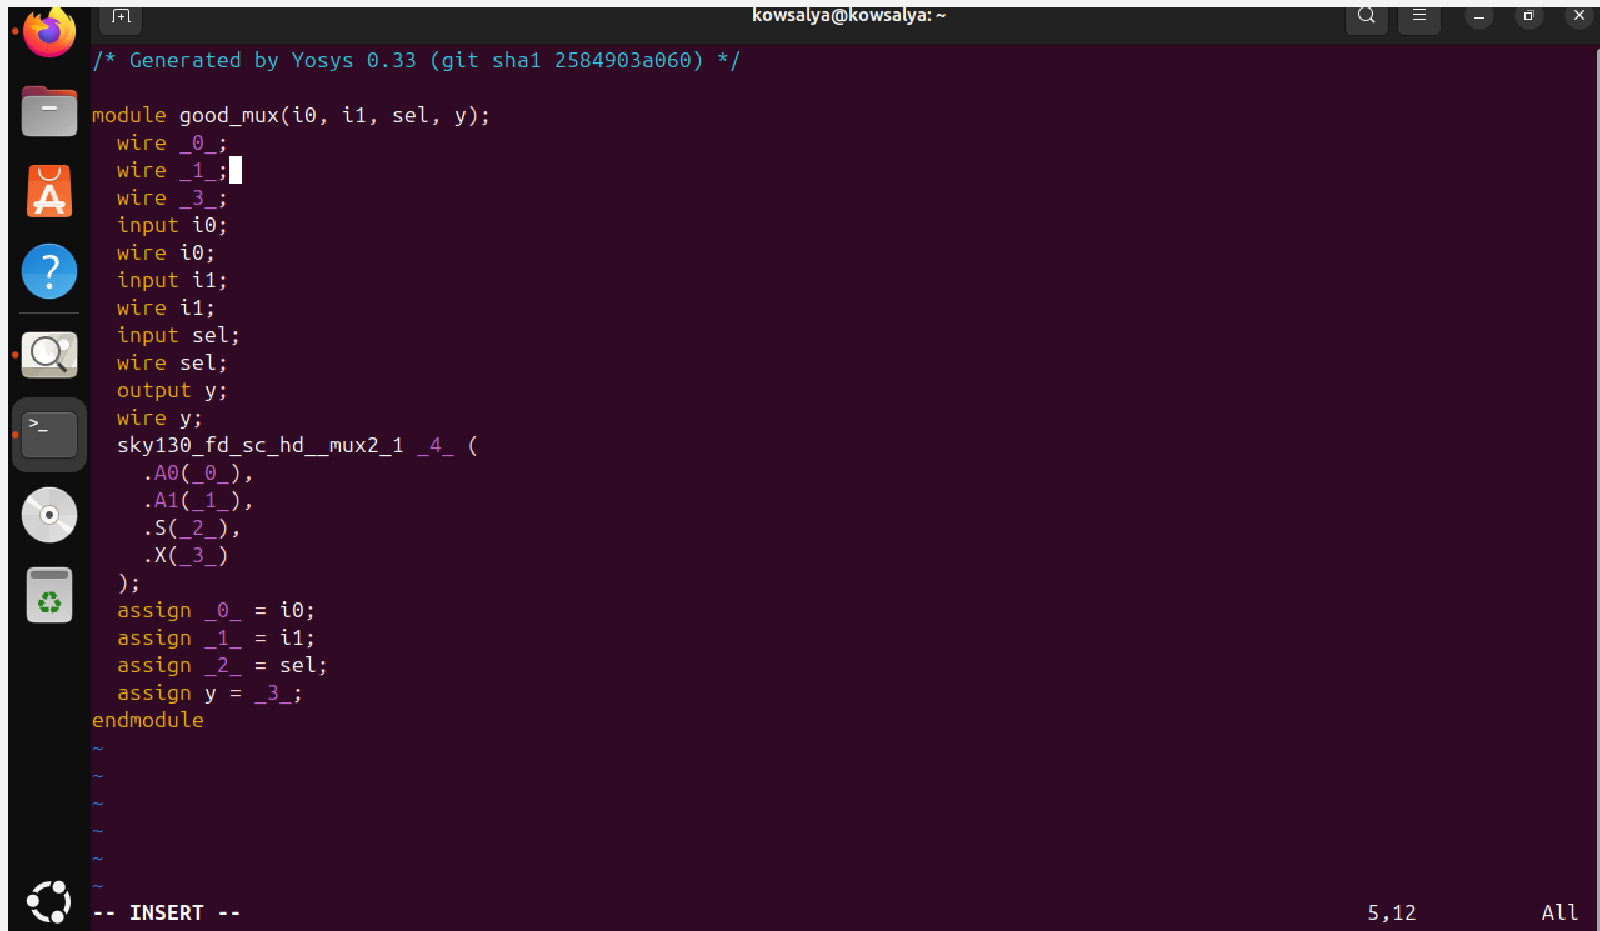 kowsalya@kowsalya: ~
/* Generated by Yosys 0.33 (git sha1 2584903a060) */
module good_mux(i0, i1, sel, y);
  wire _0_;
  wire _1_;
  wire _3_;
  input i0;
  wire i0;
  input i1;
  wire i1;
  input sel;
  wire sel;
  output y;
  wire y;
  sky130_fd_sc_hd__mux2_1 _4_ (
    .A0(_0_),
    .A1(_1_),
    .S(_2_),
    .X(_3_)
  );
  assign _0_ = i0;
  assign _1_ = i1;
  assign _2_ = sel;
  assign y = _3_;
endmodule
~
~
~
~
~
~
-- INSERT -- 5,12 All